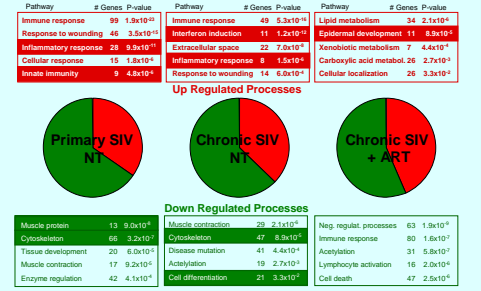 Pathway # Genes P-value
Immune response 99 1.9x10-23
Response to wounding 46 3.5x10-15
Inflammatory response 28 9.9x10-11
Cellular response 15 1.8x10-6
Innate immunity 9 4.8x10-6
Pathway # Genes P-value
Immune response 49 5.3x10-16
Interferon induction 11 1.2x10-12
Extracellular space 22 7.0x10-8
Inflammatory response 8 1.5x10-5
Response to wounding 14 6.0x10-4
Pathway # Genes P-value
Lipid metabolism 34 2.1x10-6
Epidermal development 11 8.9x10-5
Xenobiotic metabolism 7 4.4x10-4
Carboxylic acid metabol. 26 2.7x10-3
Cellular localization 26 3.3x10-2
Up Regulated Processes
Primary SIV
NT
Chronic SIV
NT
Chronic SIV
+ ART
Down Regulated Processes
Muscle protein 13 9.0x10-8
Cytoskeleton 66 3.2x10-7
Tissue development 20 6.0x10-5
Muscle contraction 17 9.2x10-5
Enzyme regulation 42 4.1x10-4
Muscle contraction 29 2.1x10-6
Cytoskeleton 47 8.9x10-5
Disease mutation 41 4.4x10-4
Actelylation 19 2.7x10-3
Cell differentiation 21 3.3x10-2
Neg. regulat. processes 63 1.9x10-8
Immune response 80 1.6x10-7
Acetylation 31 5.8x10-7
Lymphocyte activation 16 2.0x10-6
Cell death 47 2.5x10-6